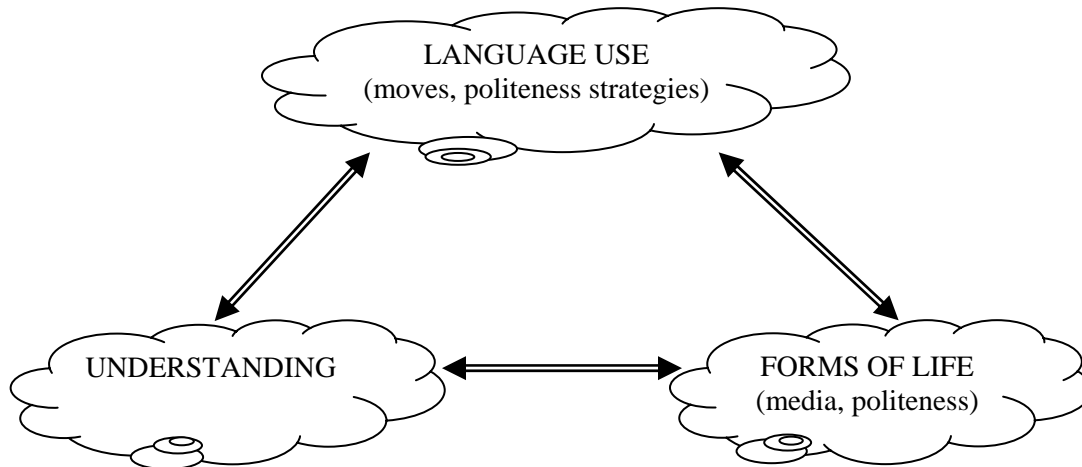 LANGUAGE USE
(moves, politeness strategies)
UNDERSTANDING
FORMS OF LIFE
(media, politeness)